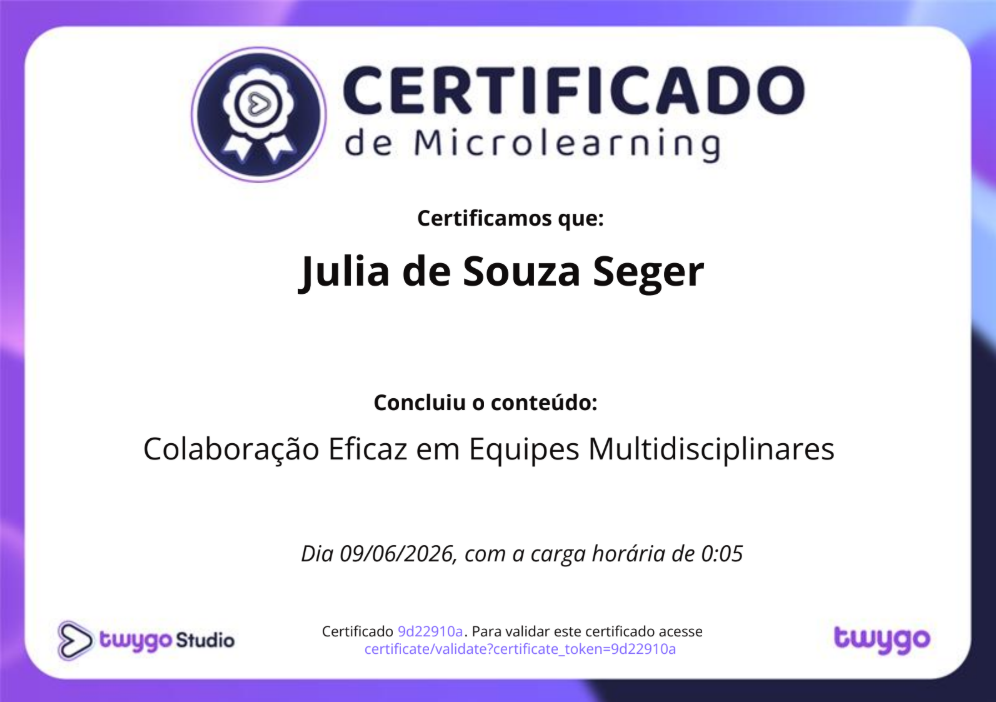 CERTIFICADO
de Microlearning
Certificamos que:
Julia de Souza Seger
Concluiu o conteúdo:
Colaboração Eficaz em Equipes Multidisciplinares
Dia 09/06/2026, com a carga horária de 0:05
twygo Studio
Certificado 9d22910a. Para validar este certificado acesse
certificate/validate?certificate_token=9d22910a
twygo